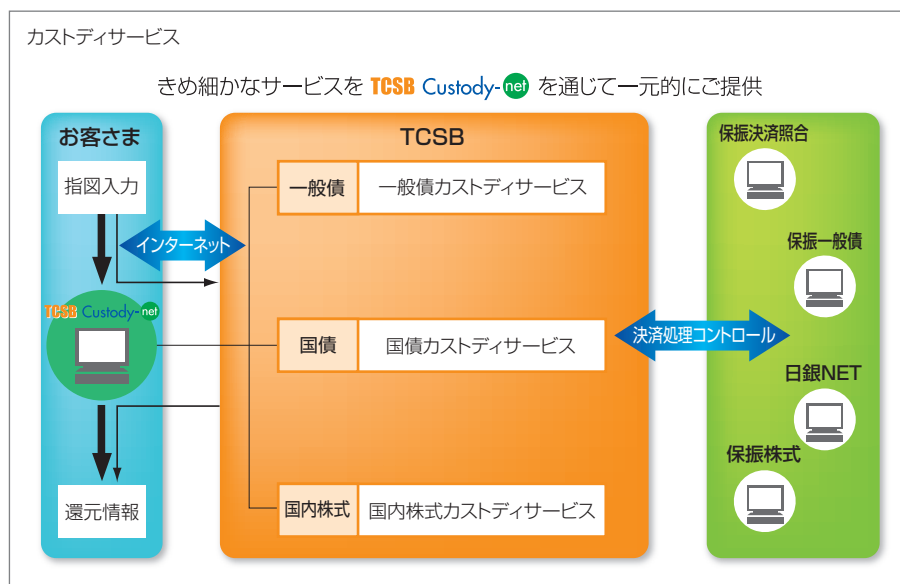 カストディサービス
きめ細かなサービスを TCSB Custody-net を通じて一元的にご提供
お客さま
指図入力
インターネット
TCSB Custody-net
還元情報
TCSB
一般債 一般債カストディサービス
国債 国債カストディサービス
国内株式 国内株式カストディサービス
決済処理コントロール
保振決済照合
保振一般債
日銀NET
保振株式